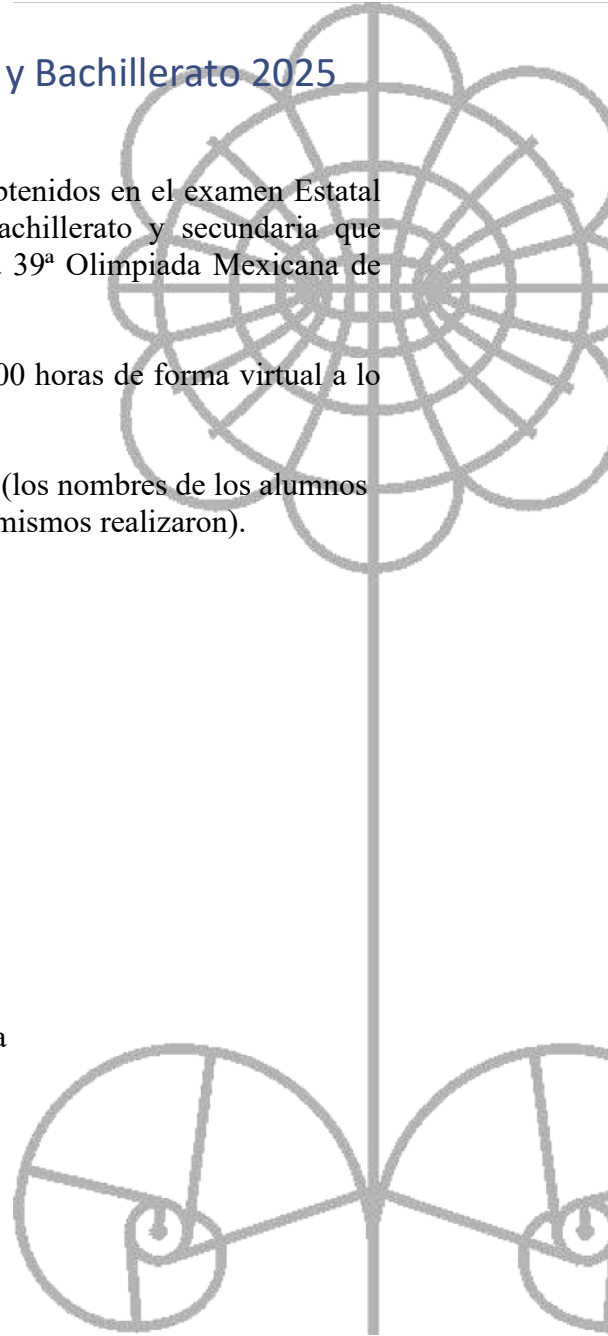 y Bachillerato 2025
btenidos en el examen Estatal
achillerato y secundaria que
39ª Olimpiada Mexicana de
00 horas de forma virtual a lo
(los nombres de los alumnos
mismos realizaron).
a